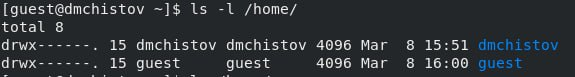 [guest@dmchistov ~]$ ls -l /home/
total 8
drwx------. 15 dmchistov dmchistov 4096 Mar  8 15:51 dmchistov
drwx------. 15 guest     guest     4096 Mar  8 16:00 guest